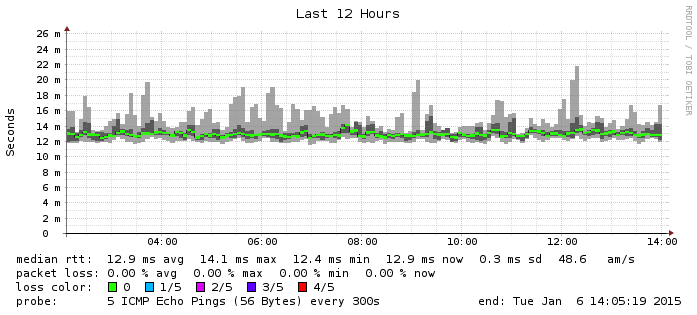 Last 12 Hours
RRDTOOL / TOBI OETIKER
Seconds
26 m
24 m
22 m
20 m
18 m
16 m
14 m
12 m
10 m
8 m
6 m
4 m
2 m
0
04:00 06:00 08:00 10:00 12:00 14:00
median rtt: 12.9 ms avg 14.1 ms max 12.4 ms min 12.9 ms now 0.3 ms sd 48.6 am/s
packet loss: 0.00 % avg 0.00 % max 0.00 % min 0.00 % now
loss color: 0 1/5 2/5 3/5 4/5
probe: 5 ICMP Echo Pings (56 Bytes) every 300s end: Tue Jan 6 14:05:19 2015